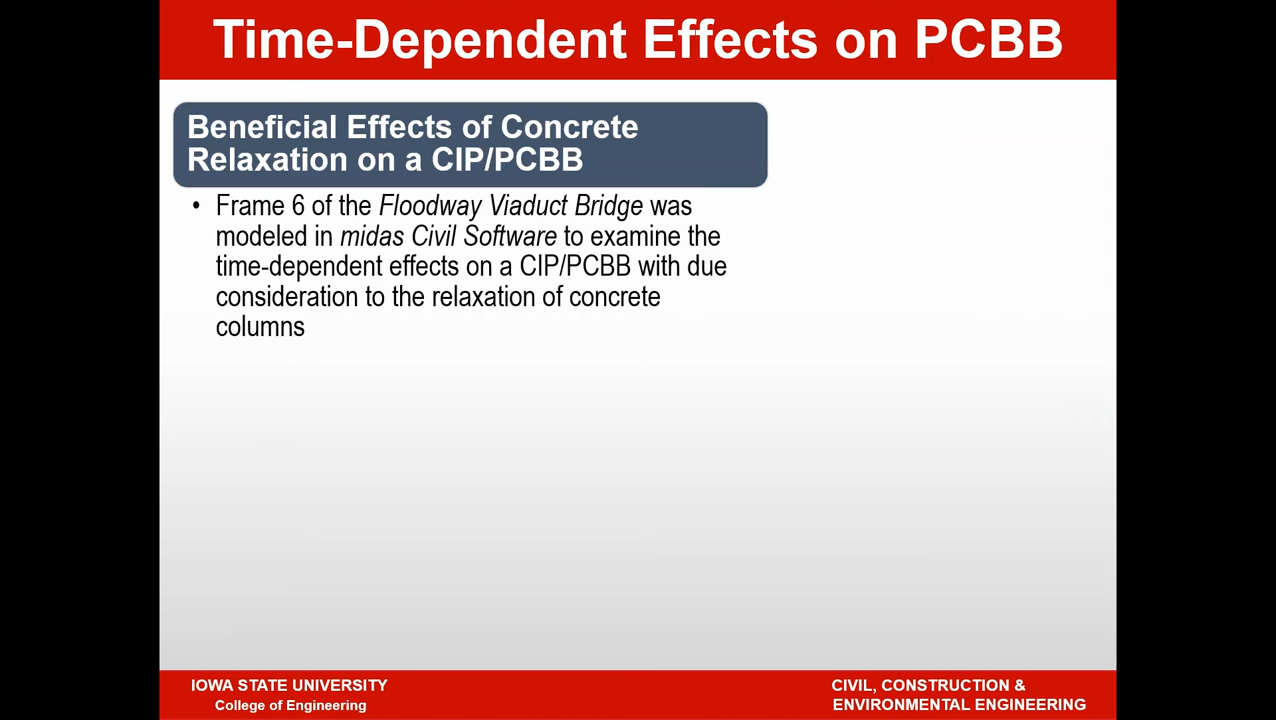 Time-Dependent Effects on PCBB
Beneficial Effects of Concrete
Relaxation on a CIP/PCBB
• Frame 6 of the Floodway Viaduct Bridge was
modeled in midas Civil Software to examine the
time-dependent effects on a CIP/PCBB with due
consideration to the relaxation of concrete
columns
IOWA STATE UNIVERSITY
College of Engineering
CIVIL, CONSTRUCTION &
ENVIRONMENTAL ENGINEERING